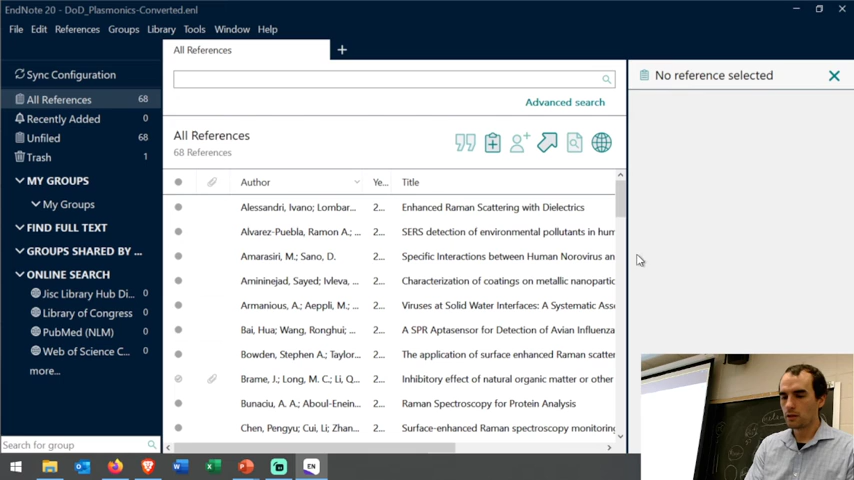 EndNote 20 - DoD_Plasmonics-Converted.enl
File Edit References Groups Library Tools Window Help
All References
Sync Configuration
All References 68
Recently Added 0
Unfiled 68
Trash 1
MY GROUPS
My Groups
FIND FULL TEXT
GROUPS SHARED BY ...
ONLINE SEARCH
Jisc Library Hub Di... 0
Library of Congress 0
PubMed (NLM) 0
Web of Science C... 0
more...
Search for group
Advanced search
All References
68 References
Author Ye... Title
Alessandri, Ivano; Lombar... 2... Enhanced Raman Scattering with Dielectrics
Alvarez-Puebla, Ramon A.; ... 2... SERS detection of environmental pollutants in hum
Amarasiri, M.; Sano, D. 2... Specific Interactions between Human Norovirus an
Amininejad, Sayed; Ivleva, ... 2... Characterization of coatings on metallic nanopartic
Armanious, A.; Aeppli, M.; ... 2... Viruses at Solid Water Interfaces: A Systematic Asse
Bai, Hua; Wang, Ronghui; ... 2... A SPR Aptasensor for Detection of Avian Influenza
Bowden, Stephen A.; Taylor... 2... The application of surface enhanced Raman scatter
Brame, J.; Long, M. C.; Li, Q... 2... Inhibitory effect of natural organic matter or other
Bunaciu, A. A.; Aboul-Enein... 2... Raman Spectroscopy for Protein Analysis
Chen, Pengyu; Cui, Li; Zhan... 2... Surface-enhanced Raman spectroscopy monitoring
No reference selected
EN